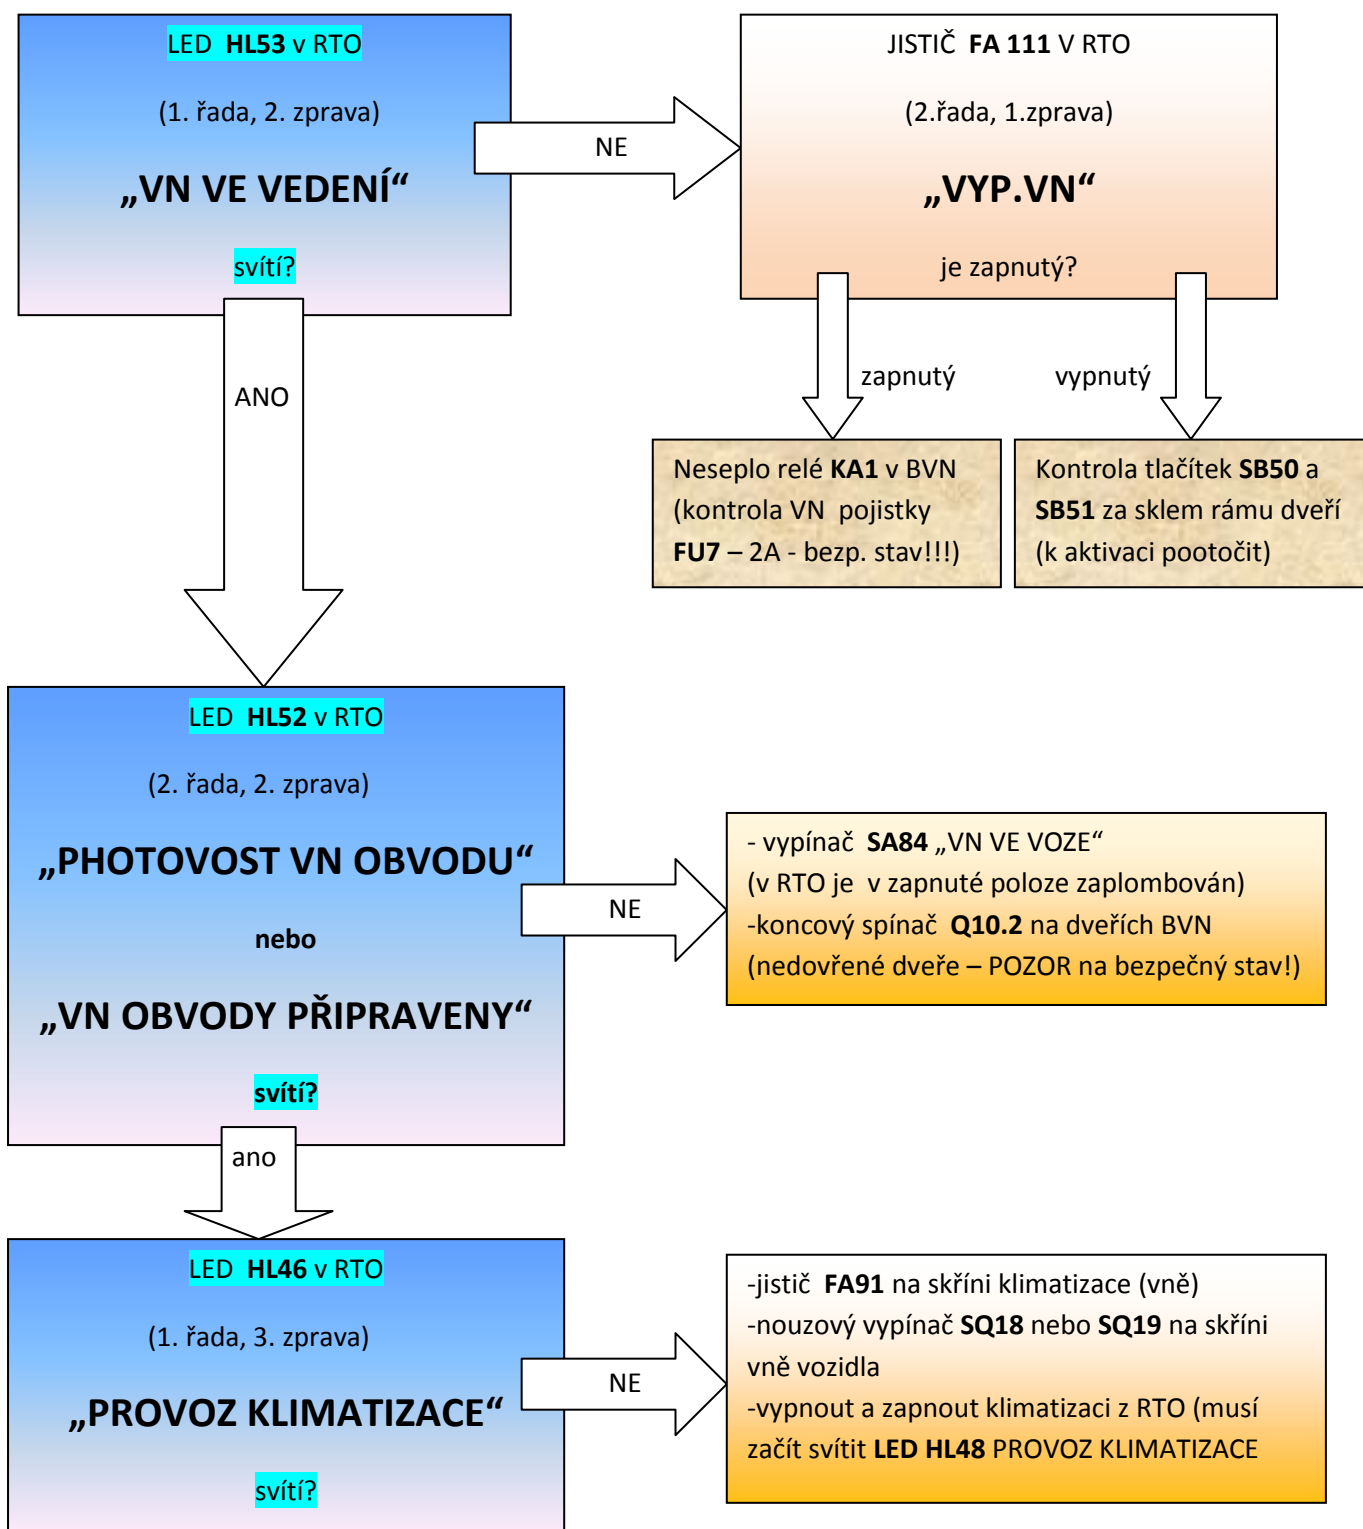 LED HL53 v RTO
(1. řada, 2. zprava)
„VN VE VEDENÍ“
svítí?
NE
JISTIČ FA 111 V RTO
(2.řada, 1.zprava)
„VYP.VN“
je zapnutý?
ANO
zapnutý
vypnutý
Neseplo relé KA1 v BVN
(kontrola VN pojistky
FU7 – 2A - bezp. stav!!!)
Kontrola tlačítek SB50 a
SB51 za sklem rámu dveří
(k aktivaci pootočit)
LED HL52 v RTO
(2. řada, 2. zprava)
„PHOTOVOST VN OBVODU“
nebo
„VN OBVODY PŘIPRAVENY“
svítí?
NE
- vypínač SA84 „VN VE VOZE“
(v RTO je v zapnuté poloze zaplombován)
-koncový spínač Q10.2 na dveřích BVN
(nedovřené dveře – POZOR na bezpečný stav!)
ano
LED HL46 v RTO
(1. řada, 3. zprava)
„PROVOZ KLIMATIZACE“
svítí?
NE
-jistič FA91 na skříni klimatizace (vně)
-nouzový vypínač SQ18 nebo SQ19 na skříni
vně vozidla
-vypnout a zapnout klimatizaci z RTO (musí
začít svítit LED HL48 PROVOZ KLIMATIZACE